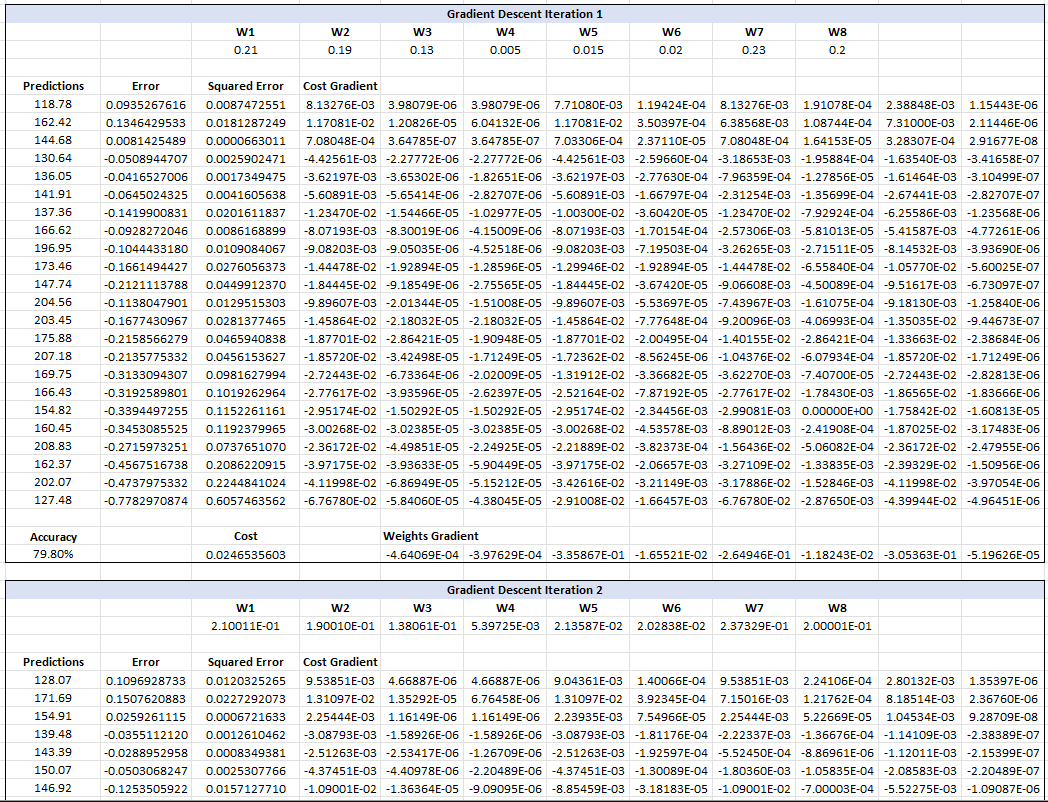 Gradient Descent Iteration 1
W1 W2 W3 W4 W5 W6 W7 W8
0.21 0.19 0.13 0.005 0.015 0.02 0.23 0.2
Predictions Error Squared Error Cost Gradient
118.78 0.0935267616 0.0087472551 8.13276E-03 3.98079E-06 3.98079E-06 7.71080E-03 1.19424E-04 8.13276E-03 1.91078E-04 2.38848E-03 1.15443E-06
162.42 0.1346429533 0.0181287249 1.17081E-02 1.20826E-05 6.04132E-06 1.17081E-02 3.50397E-04 6.38568E-03 1.08744E-04 7.31000E-03 2.11446E-06
144.68 0.0081425489 0.0000663011 7.08048E-04 3.64785E-07 3.64785E-07 7.03306E-04 2.37110E-05 7.08048E-04 1.64153E-05 3.28307E-04 2.91677E-08
130.64 -0.0508944707 0.0025902471 -4.42561E-03 -2.27772E-06 -2.27772E-06 -4.42561E-03 -2.59660E-04 -3.18653E-03 -1.95884E-04 -1.63540E-03 -3.41658E-07
136.05 -0.0416527006 0.0017349475 -3.62197E-03 -3.65302E-06 -1.82651E-06 -3.62197E-03 -2.77630E-04 -7.96359E-04 -1.27856E-05 -1.61464E-03 -3.10499E-07
141.91 -0.0645024325 0.0041605638 -5.60891E-03 -5.65414E-06 -2.82707E-06 -5.60891E-03 -1.66797E-04 -2.31254E-03 -1.35699E-04 -2.67441E-03 -2.82707E-07
137.36 -0.1419900831 0.0201611837 -1.23470E-02 -1.54466E-05 -1.02977E-05 -1.00300E-02 -3.60420E-05 -1.23470E-02 -7.92924E-04 -6.25586E-03 -1.23568E-06
166.62 -0.0928272046 0.0086168899 -8.07193E-03 -8.30019E-06 -4.15009E-06 -8.07193E-03 -1.70154E-04 -2.57306E-03 -5.81013E-05 -5.41587E-03 -4.77261E-06
196.95 -0.1044433180 0.0109084067 -9.08203E-03 -9.05035E-06 -4.52518E-06 -9.08203E-03 -7.19503E-04 -3.26265E-03 -2.71511E-05 -8.14532E-03 -3.93690E-06
173.46 -0.1661494427 0.0276056373 -1.44478E-02 -1.92894E-05 -1.28596E-05 -1.29946E-02 -1.92894E-05 -1.44478E-02 -6.55840E-04 -1.05770E-02 -5.60025E-07
147.74 -0.2121113788 0.0449912370 -1.84445E-02 -9.18549E-06 -2.75565E-05 -1.84445E-02 -3.67420E-05 -9.06608E-03 -4.50089E-04 -9.51617E-03 -6.73097E-07
204.56 -0.1138047901 0.0129515303 -9.89607E-03 -2.01344E-05 -1.51008E-05 -9.89607E-03 -5.53697E-05 -7.43967E-03 -1.61075E-04 -9.18130E-03 -1.25840E-06
203.45 -0.1677430967 0.0281377465 -1.45864E-02 -2.18032E-05 -2.18032E-05 -1.45864E-02 -7.77648E-04 -9.20096E-03 -4.06993E-04 -1.35035E-02 -9.44673E-07
175.88 -0.2158566279 0.0465940838 -1.87701E-02 -2.86421E-05 -1.90948E-05 -1.87701E-02 -2.00495E-04 -1.40155E-02 -2.86421E-04 -1.33663E-02 -2.38684E-06
207.18 -0.2135775332 0.0456153627 -1.85720E-02 -3.42498E-05 -1.71249E-05 -1.72362E-02 -8.56245E-06 -1.04376E-02 -6.07934E-04 -1.85720E-02 -1.71249E-06
169.75 -0.3133094307 0.0981627994 -2.72443E-02 -6.73364E-06 -2.02009E-05 -1.31912E-02 -3.36682E-05 -3.62270E-03 -7.40700E-05 -2.72443E-02 -2.82813E-06
166.43 -0.3192589801 0.1019262964 -2.77617E-02 -3.93596E-05 -2.62397E-05 -2.52164E-02 -7.87192E-05 -2.77617E-02 -1.78430E-03 -1.86565E-02 -1.83666E-06
154.82 -0.3394497255 0.1152261161 -2.95174E-02 -1.50292E-05 -1.50292E-05 -2.95174E-02 -2.34456E-03 -2.99081E-03 0.00000E+00 -1.75842E-02 -1.60813E-05
160.45 -0.3453085525 0.1192379965 -3.00268E-02 -3.02385E-05 -3.02385E-05 -3.00268E-02 -4.53578E-03 -8.89012E-03 -2.41908E-04 -1.87025E-02 -3.17483E-06
208.83 -0.2715973251 0.0737651070 -2.36172E-02 -4.49851E-05 -2.24925E-05 -2.21889E-02 -3.82373E-04 -1.56436E-02 -5.06082E-04 -2.36172E-02 -2.47955E-06
162.37 -0.4567516738 0.2086220915 -3.97175E-02 -3.93633E-05 -5.90449E-05 -3.97175E-02 -2.06657E-03 -3.27109E-02 -1.33835E-03 -2.39329E-02 -1.50956E-06
202.07 -0.4737975332 0.2244841024 -4.11998E-02 -6.86949E-05 -5.15212E-05 -3.42616E-02 -3.21149E-03 -3.17886E-02 -1.52846E-03 -4.11998E-02 -3.97054E-06
127.48 -0.7782970874 0.6057463562 -6.76780E-02 -5.84060E-05 -4.38045E-05 -2.91008E-02 -1.66457E-03 -6.76780E-02 -2.87650E-03 -4.39944E-02 -4.96451E-06
Accuracy Cost Weights Gradient
79.80% 0.0246535603 -4.64069E-04 -3.97629E-04 -3.35867E-01 -1.65521E-02 -2.64946E-01 -1.18243E-02 -3.05363E-01 -5.19626E-05
Gradient Descent Iteration 2
W1 W2 W3 W4 W5 W6 W7 W8
2.10011E-01 1.90010E-01 1.38061E-01 5.39725E-03 2.13587E-02 2.02838E-02 2.37329E-01 2.00001E-01
Predictions Error Squared Error Cost Gradient
128.07 0.1096928733 0.0120325265 9.53851E-03 4.66887E-06 4.66887E-06 9.04361E-03 1.40066E-04 9.53851E-03 2.24106E-04 2.80132E-03 1.35397E-06
171.69 0.1507620883 0.0227292073 1.31097E-02 1.35292E-05 6.76458E-06 1.31097E-02 3.92345E-04 7.15016E-03 1.21762E-04 8.18514E-03 2.36760E-06
154.91 0.0259261115 0.0006721633 2.25444E-03 1.16149E-06 1.16149E-06 2.23935E-03 7.54966E-05 2.25444E-03 5.22669E-05 1.04534E-03 9.28709E-08
139.48 -0.0355112120 0.0012610462 -3.08793E-03 -1.58926E-06 -1.58926E-06 -3.08793E-03 -1.81176E-04 -2.22337E-03 -1.36676E-04 -1.14109E-03 -2.38389E-07
143.39 -0.0288952958 0.0008349381 -2.51263E-03 -2.53417E-06 -1.26709E-06 -2.51263E-03 -1.92597E-04 -5.52450E-04 -8.86961E-06 -1.12011E-03 -2.15399E-07
150.07 -0.0503068247 0.0025307766 -4.37451E-03 -4.40978E-06 -2.20489E-06 -4.37451E-03 -1.30089E-04 -1.80360E-03 -1.05835E-04 -2.08583E-03 -2.20489E-07
146.92 -0.1253505922 0.0157127710 -1.09001E-02 -1.36364E-05 -9.09095E-06 -8.85459E-03 -3.18183E-05 -1.09001E-02 -7.00003E-04 -5.52275E-03 -1.09087E-06